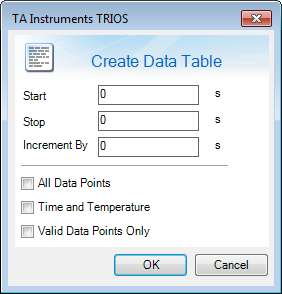 TA Instruments TRIOS
Create Data Table
Start 0 s
Stop 0 s
Increment By 0 s
All Data Points
Time and Temperature
Valid Data Points Only
OK Cancel